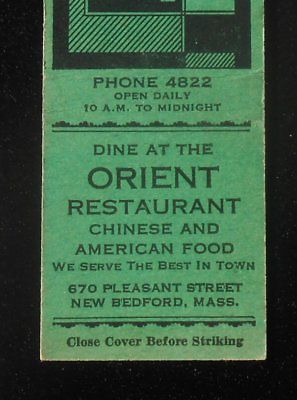 PHONE 4822
OPEN DAILY
10 A.M. TO MIDNIGHT
DINE AT THE
ORIENT
RESTAURANT
CHINESE AND
AMERICAN FOOD
WE SERVE THE BEST IN TOWN
670 PLEASANT STREET
NEW BEDFORD, MASS.
Close Cover Before Striking